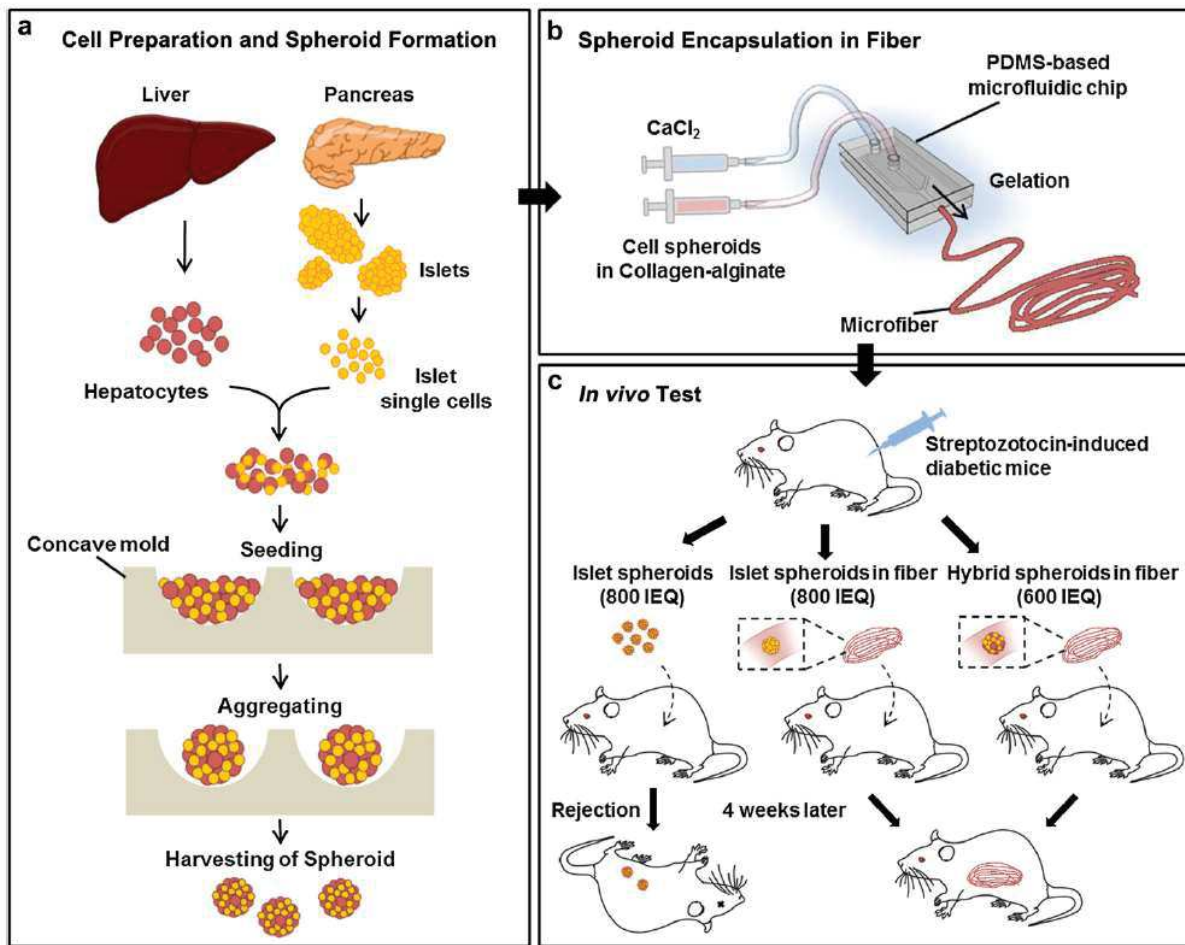 a
Cell Preparation and Spheroid Formation
Liver
Pancreas
Islets
Hepatocytes
Islet
single cells
Concave mold
Seeding
Aggregating
Harvesting of Spheroid
b
Spheroid Encapsulation in Fiber
PDMS-based
microfluidic chip
CaCl₂
Gelation
Cell spheroids
in Collagen-alginate
Microfiber
c
In vivo Test
Streptozotocin-induced
diabetic mice
Islet spheroids
(800 IEQ)
Islet spheroids in fiber
(800 IEQ)
Hybrid spheroids in fiber
(600 IEQ)
Rejection
4 weeks later